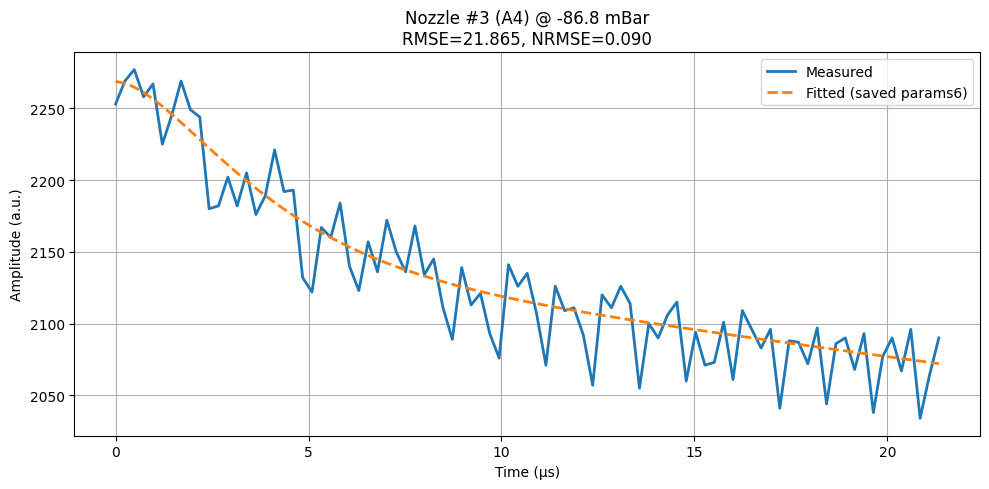 Nozzle #3 (A4) @ -86.8 mBar
RMSE=21.865, NRMSE=0.090
Measured
Fitted (saved params6)
Amplitude (a.u.)
2250
2200
2150
2100
2050
0
5
10
15
20
Time (µs)